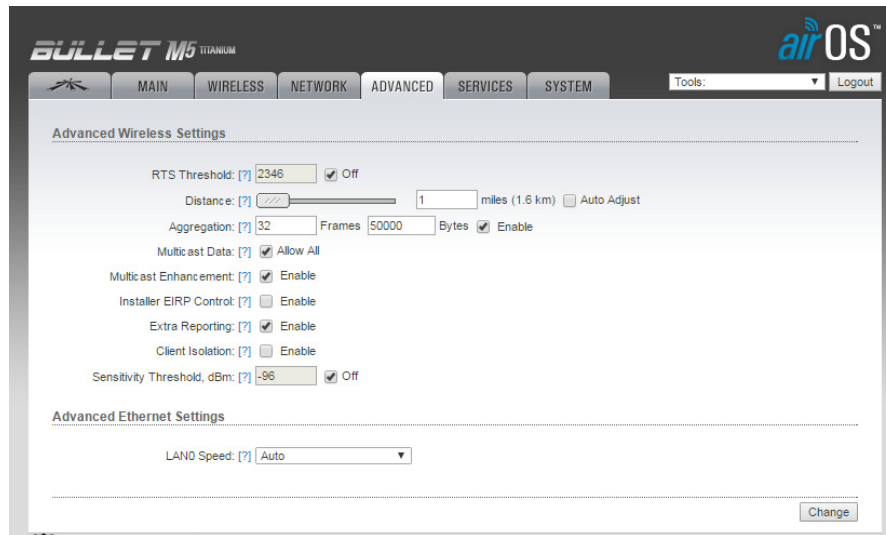 BULLET M5 TITANIUM
airOS™
MAIN WIRELESS NETWORK ADVANCED SERVICES SYSTEM Tools: Logout
Advanced Wireless Settings
RTS Threshold: [?] 2346 Off
Distance: [?] 1 miles (1.6 km) Auto Adjust
Aggregation: [?] 32 Frames 50000 Bytes Enable
Multicast Data: [?] Allow All
Multicast Enhancement: [?] Enable
Installer EIRP Control: [?] Enable
Extra Reporting: [?] Enable
Client Isolation: [?] Enable
Sensitivity Threshold, dBm: [?] -96 Off
Advanced Ethernet Settings
LAN0 Speed: [?] Auto
Change